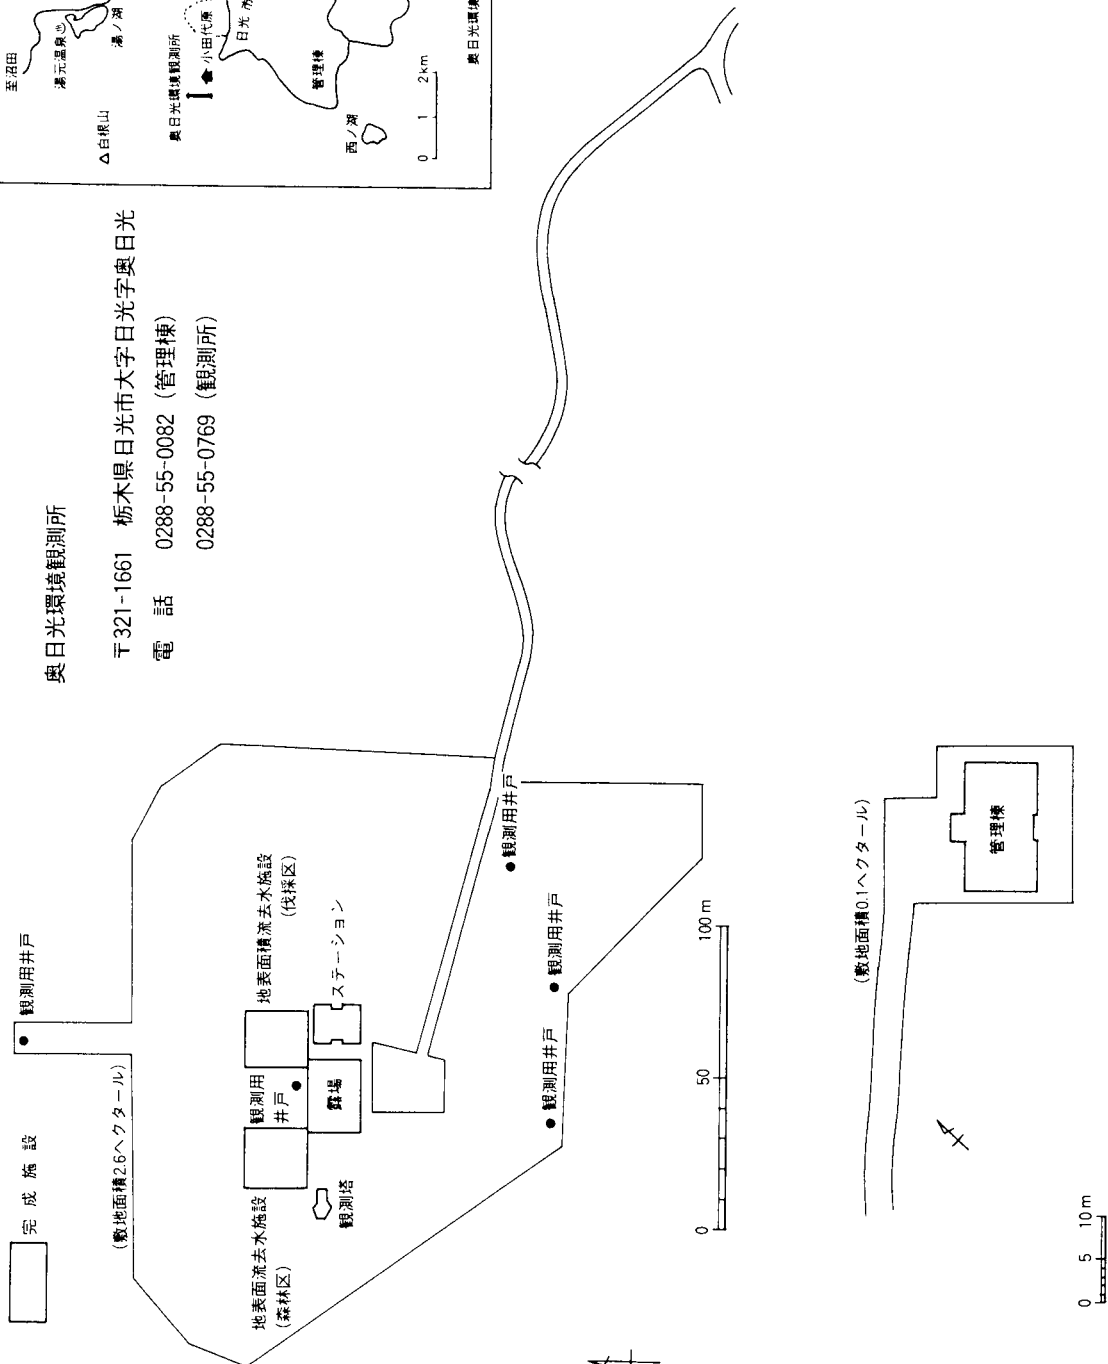 完成施設
(敷地面積2.6ヘクタール)
観測用井戸
地表面流去水施設
(森林区)
観測塔
観測用
井戸
露場
地表面積流去水施設
(伐採区)
ステーション
観測用井戸
観測用井戸
観測用井戸
0 50 100 m
奥日光環境観測所
〒321-1661 栃木県日光市大字日光字奥日光
電 話 0288-55-0082 (管理棟)
0288-55-0769 (観測所)
至沼田
湯元温泉♨
湯ノ湖
△白根山
奥日光環境観測所
小田代原
日光
管理棟
西ノ湖
0 1 2km
奥日光環境
(敷地面積0.1ヘクタール)
管理棟
0 5 10 m